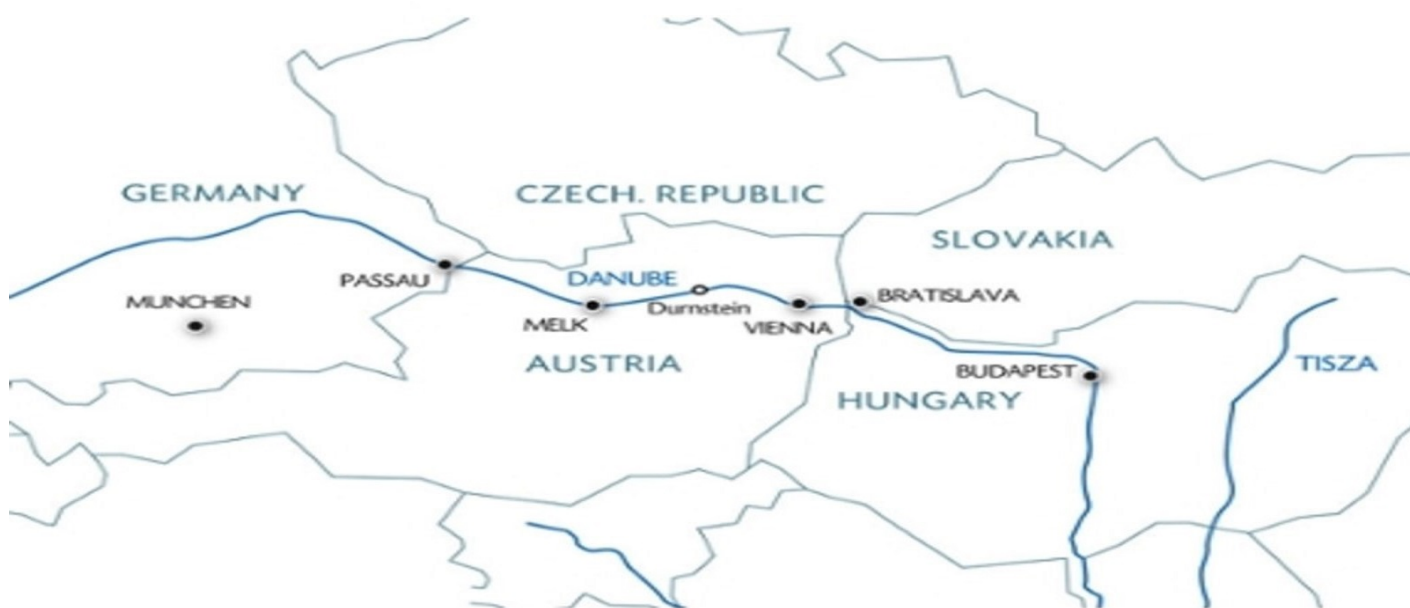 GERMANY
CZECH. REPUBLIC
SLOVAKIA
PASSAU
DANUBE
MUNCHEN
BRATISLAVA
Durnstein
MELK
VIENNA
AUSTRIA
BUDAPEST
TISZA
HUNGARY